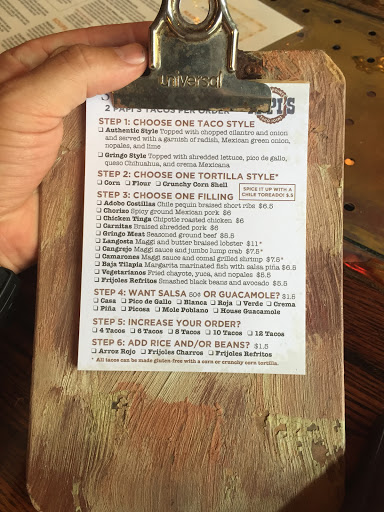 universal
PI'S
2 PAPI'S TACOS PER ORDER
STEP 1: CHOOSE ONE TACO STYLE
☐ Authentic Style Topped with chopped cilantro and onion
and served with a garnish of radish, Mexican green onion,
nopales, and lime
☐ Gringo Style Topped with shredded lettuce, pico de gallo,
queso Chihuahua, and crema Mexicana
STEP 2: CHOOSE ONE TORTILLA STYLE*
☐ Corn ☐ Flour ☐ Crunchy Corn Shell
SPICE IT UP WITH A
CHILE TOREADO! $.5
STEP 3: CHOOSE ONE FILLING
☐ Adobo Costillas Chile pequin braised short ribs $6.5
☐ Chorizo Spicy ground Mexican pork $6
☐ Chicken Tinga Chipotle roasted chicken $6
☐ Carnitas Braised shredded pork $6
☐ Gringo Meat Seasoned ground beef $5.5
☐ Langosta Maggi and butter braised lobster $11*
☐ Cangrejo Maggi sauce and jumbo lump crab $7.5*
☐ Camarones Maggi sauce and comal grilled shrimp $7.5*
☐ Baja Tilapia Margarita marinated fish with salsa piña $6.5
☐ Vegetarianos Fried chayote, yuca, and nopales $5.5
☐ Frijoles Refritos Smashed black beans and avocado $5.5
STEP 4: WANT SALSA 50¢ OR GUACAMOLE? $1.5
☐ Casa ☐ Pico de Gallo ☐ Blanca ☐ Roja ☐ Verde ☐ Crema
☐ Piña ☐ Picosa ☐ Mole Poblano ☐ House Guacamole
STEP 5: INCREASE YOUR ORDER?
☐ 4 Tacos ☐ 6 Tacos ☐ 8 Tacos ☐ 10 Tacos ☐ 12 Tacos
STEP 6: ADD RICE AND/OR BEANS? $1.5
☐ Arroz Rojo ☐ Frijoles Charros ☐ Frijoles Refritos
* All tacos can be made gluten-free with a corn or crunchy corn tortilla.